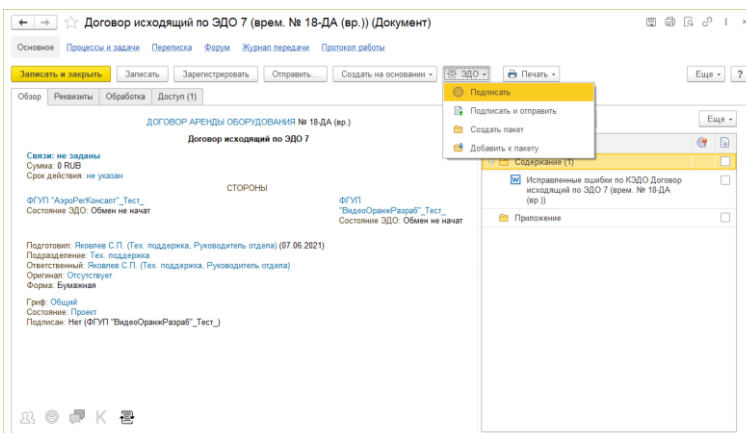 Договор исходящий по ЭДО 7 (врем. № 18-ДА (вр.)) (Документ)
Основное Процессы и задачи Переписка Форум Журнал передачи Протокол работы
Записать и закрыть Записать Зарегистрировать Отправить... Создать на основании ЭДО Печать Еще ?
Обзор Реквизиты Обработка Доступ (1)
Подписать
Подписать и отправить
Создать пакет
Добавить к пакету
Еще
ДОГОВОР АРЕНДЫ ОБОРУДОВАНИЯ № 18-ДА (вр.)
Договор исходящий по ЭДО 7
Связи: не заданы
Сумма: 0 RUB
Срок действия: не указан
СТОРОНЫ
ФГУП "АэроРегКонсалт"_Тест_
Состояние ЭДО: Обмен не начат
ФГУП
"ВидеоОранжРазраб"_Тест_
Состояние ЭДО: Обмен не начат
Подготовил: Яковлев С.П. (Тех. поддержка, Руководитель отдела) (07.06.2021)
Подразделение: Тех. поддержка
Ответственный: Яковлев С.П. (Тех. поддержка, Руководитель отдела)
Оригинал: Отсутствует
Форма: Бумажная
Гриф: Общий
Состояние: Проект
Подписан: Нет (ФГУП "ВидеоОранжРазраб"_Тест_)
Содержание (1)
Исправленные ошибки по КЭДО Договор
исходящий по ЭДО 7 (врем. № 18-ДА
(вр.))
Приложение